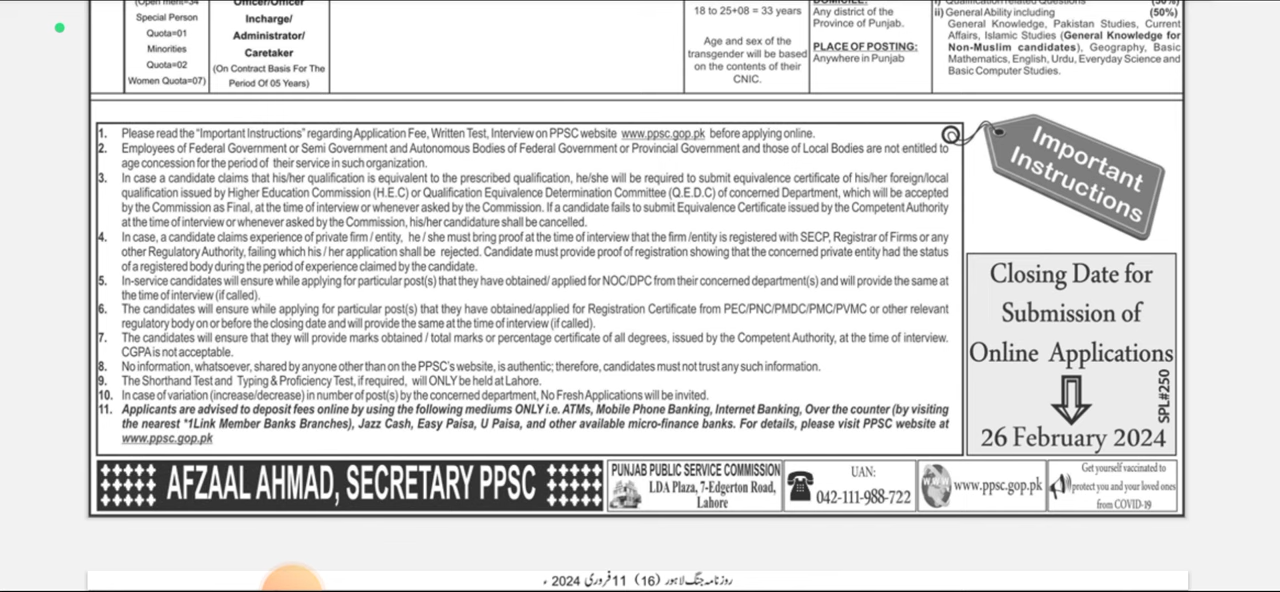 (Open merit=34
Special Person
Quota=01
Minorities
Quota=02
Women Quota=07)
Officer/Officer
Incharge/
Administrator/
Caretaker
(On Contract Basis For The
Period Of 05 Years)
18 to 25+08 = 33 years
Age and sex of the
transgender will be based
on the contents of their
CNIC.
DOMICILE:
Any district of the
Province of Punjab.
PLACE OF POSTING:
Anywhere in Punjab
i) Qualification related Questions (50%)
ii) General Ability including (50%)
General Knowledge, Pakistan Studies, Current
Affairs, Islamic Studies (General Knowledge for
Non-Muslim candidates), Geography, Basic
Mathematics, English, Urdu, Everyday Science and
Basic Computer Studies.
1. Please read the "Important Instructions" regarding Application Fee, Written Test, Interview on PPSC website www.ppsc.gop.pk before applying online.
2. Employees of Federal Government or Semi Government and Autonomous Bodies of Federal Government or Provincial Government and those of Local Bodies are not entitled to
age concession for the period of their service in such organization.
3. In case a candidate claims that his/her qualification is equivalent to the prescribed qualification, he/she will be required to submit equivalence certificate of his/her foreign/local
qualification issued by Higher Education Commission (H.E.C) or Qualification Equivalence Determination Committee (Q.E.D.C) of concerned Department, which will be accepted
by the Commission as Final, at the time of interview or whenever asked by the Commission. If a candidate fails to submit Equivalence Certificate issued by the Competent Authority
at the time of interview or whenever asked by the Commission, his/her candidature shall be cancelled.
4. In case, a candidate claims experience of private firm / entity, he / she must bring proof at the time of interview that the firm /entity is registered with SECP, Registrar of Firms or any
other Regulatory Authority, failing which his / her application shall be rejected. Candidate must provide proof of registration showing that the concerned private entity had the status
of a registered body during the period of experience claimed by the candidate.
5. In-service candidates will ensure while applying for particular post(s) that they have obtained/ applied for NOC/DPC from their concerned department(s) and will provide the same at
the time of interview (if called).
6. The candidates will ensure while applying for particular post(s) that they have obtained/applied for Registration Certificate from PEC/PNC/PMDC/PMC/PVMC or other relevant
regulatory body on or before the closing date and will provide the same at the time of interview (if called).
7. The candidates will ensure that they will provide marks obtained / total marks or percentage certificate of all degrees, issued by the Competent Authority, at the time of interview.
CGPA is not acceptable.
8. No information, whatsoever, shared by anyone other than on the PPSC's website, is authentic; therefore, candidates must not trust any such information.
9. The Shorthand Test and Typing & Proficiency Test, if required, will ONLY be held at Lahore.
10. In case of variation (increase/decrease) in number of post(s) by the concerned department, No Fresh Applications will be invited.
11. Applicants are advised to deposit fees online by using the following mediums ONLY i.e. ATMs, Mobile Phone Banking, Internet Banking, Over the counter (by visiting
the nearest *1Link Member Banks Branches), Jazz Cash, Easy Paisa, U Paisa, and other available micro-finance banks. For details, please visit PPSC website at
www.ppsc.gop.pk
Important
Instructions
Closing Date for
Submission of
Online Applications
26 February 2024
SPL#250
AFZAAL AHMAD, SECRETARY PPSC
PUNJAB PUBLIC SERVICE COMMISSION
LDA Plaza, 7-Edgerton Road,
Lahore
UAN:
042-111-988-722
WWW
www.ppsc.gop.pk
Get yourself vaccinated to
protect you and your loved ones
from COVID-19
روزنامہ جنگ لاہور (16) 11 فروری 2024ء